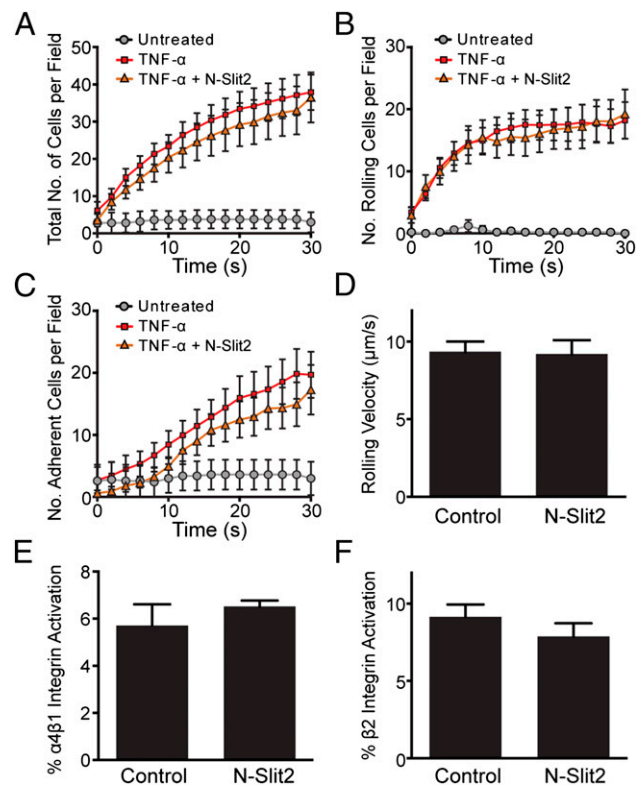 A
Untreated
TNF-α
TNF-α + N-Slit2
Total No. of Cells per Field
50
40
30
20
10
0
0 10 20 30
Time (s)
B
Untreated
TNF-α
TNF-α + N-Slit2
No. Rolling Cells per Field
30
20
10
0
0 10 20 30
Time (s)
C
Untreated
TNF-α
TNF-α + N-Slit2
No. Adherent Cells per Field
30
20
10
0
0 10 20 30
Time (s)
D
Rolling Velocity (μm/s)
10
5
0
Control N-Slit2
E
% α4β1 Integrin Activation
8
6
4
2
0
Control N-Slit2
F
% β2 Integrin Activation
10
5
0
Control N-Slit2